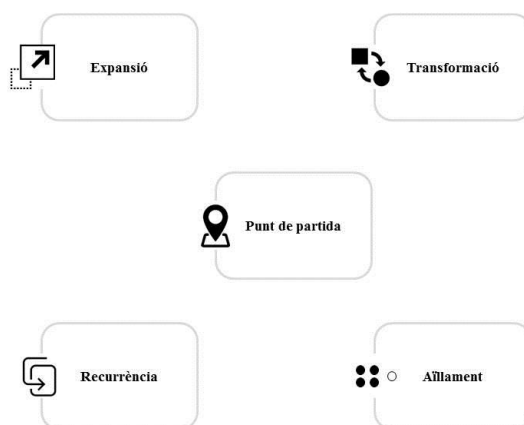 Expansió
Transformació
Punt de partida
Recurrència
Aïllament